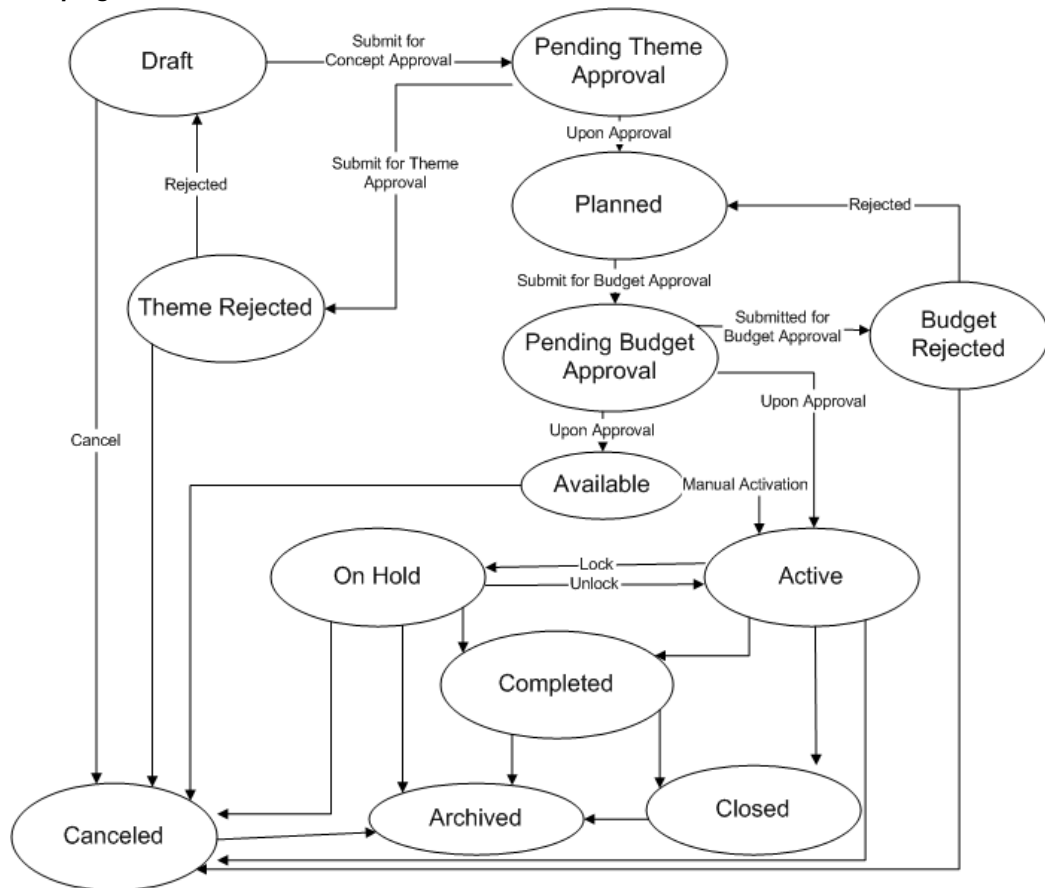 Draft
Submit for
Concept Approval
Pending Theme
Approval
Upon Approval
Submit for Theme
Approval
Rejected
Planned
Rejected
Theme Rejected
Submit for Budget Approval
Pending Budget
Approval
Submitted for
Budget Approval
Budget
Rejected
Upon Approval
Upon Approval
Cancel
Available
Manual Activation
On Hold
Lock
Unlock
Active
Completed
Canceled
Archived
Closed